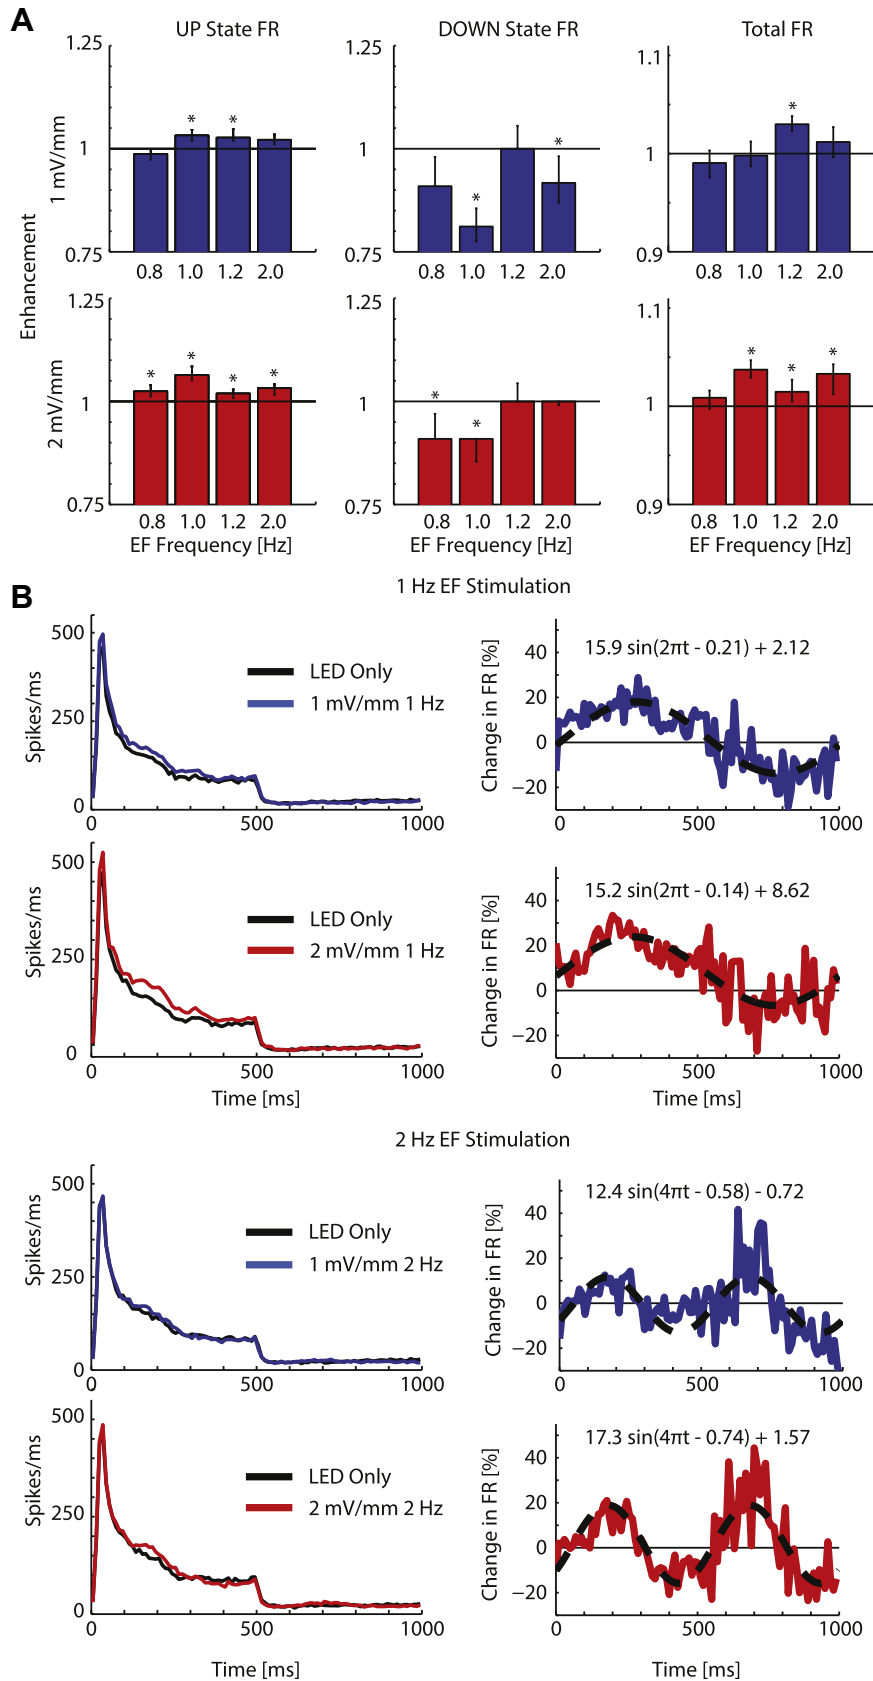 A
UP State FR
DOWN State FR
Total FR
Enhancement
1 mV/mm
1.25
1
0.75
*
*
0.8 1.0 1.2 2.0
1
0.75
*
*
0.8 1.0 1.2 2.0
1.1
1
0.9
*
0.8 1.0 1.2 2.0
2 mV/mm
1.25
1
0.75
*
*
*
*
0.8 1.0 1.2 2.0
EF Frequency [Hz]
1.25
1
0.75
*
*
0.8 1.0 1.2 2.0
EF Frequency [Hz]
1.1
1
0.9
*
*
*
0.8 1.0 1.2 2.0
EF Frequency [Hz]
B
1 Hz EF Stimulation
Spikes/ms
500
250
0
LED Only
1 mV/mm 1 Hz
0 500 1000
Change in FR [%]
40
20
0
−20
15.9 sin(2πt - 0.21) + 2.12
0 500 1000
Spikes/ms
500
250
0
LED Only
2 mV/mm 1 Hz
0 500 1000
Time [ms]
Change in FR [%]
40
20
0
−20
15.2 sin(2πt - 0.14) + 8.62
0 500 1000
Time [ms]
2 Hz EF Stimulation
Spikes/ms
500
250
0
LED Only
1 mV/mm 2 Hz
0 500 1000
Change in FR [%]
40
20
0
−20
12.4 sin(4πt - 0.58) - 0.72
0 500 1000
Spikes/ms
500
250
0
LED Only
2 mV/mm 2 Hz
0 500 1000
Time [ms]
Change in FR [%]
40
20
0
−20
17.3 sin(4πt - 0.74) + 1.57
0 500 1000
Time [ms]